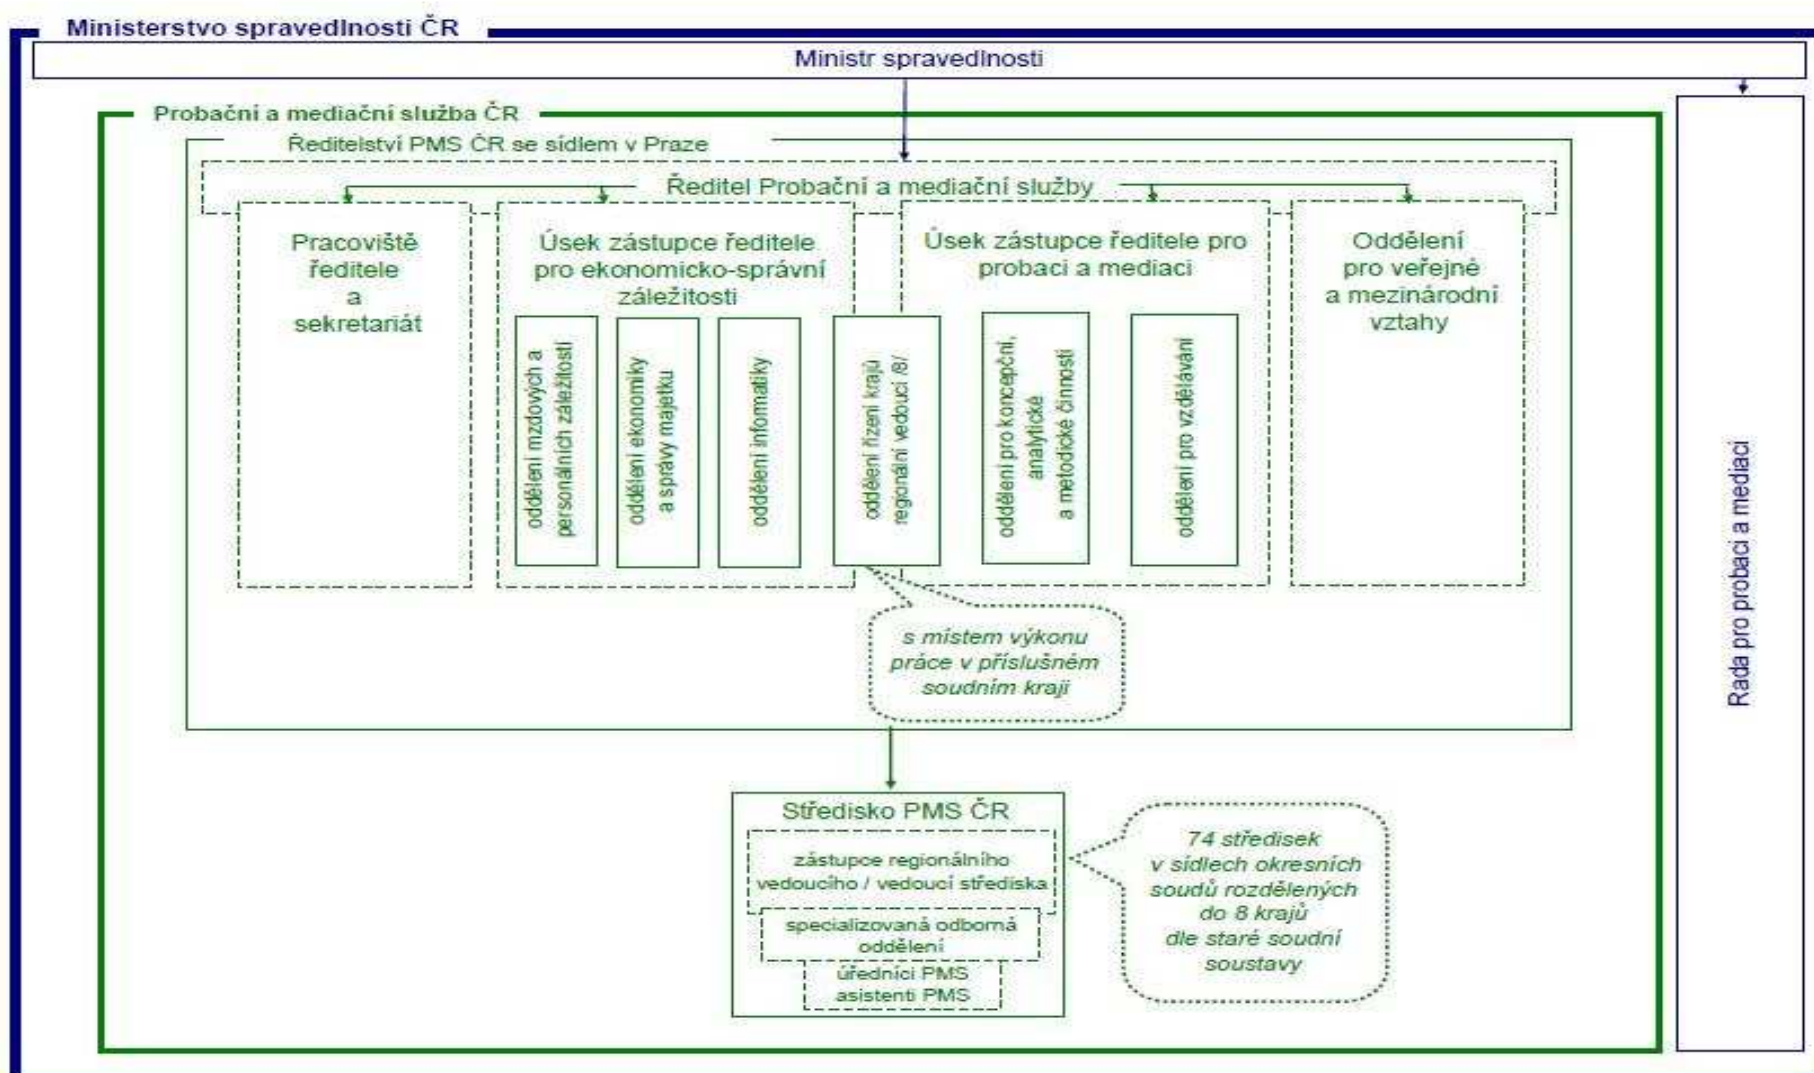 Ministerstvo spravedlnosti ČR
Ministr spravedlnosti
Probační a mediační služba ČR
Ředitelství PMS ČR se sídlem v Praze
Ředitel Probační a mediační služby
Pracoviště
ředitele
a
sekretariát
Úsek zástupce ředitele
pro ekonomicko-správní
záležitosti
oddělení mzdových a
personálních záležitostí
oddělení ekonomiky
a správy majetku
oddělení informatiky
oddělení řízení krajů
regionální vedoucí /8/
Úsek zástupce ředitele pro
probaci a mediaci
oddělení pro koncepční,
analytické
a metodické činnosti
oddělení pro vzdělávání
Oddělení
pro veřejné
a mezinárodní
vztahy
s místem výkonu
práce v příslušném
soudním kraji
Středisko PMS ČR
zástupce regionálního
vedoucího / vedoucí střediska
specializovaná odborná
oddělení
úředníci PMS
asistenti PMS
74 středisek
v sídlech okresních
soudů rozdělených
do 8 krajů
dle staré soudní
soustavy
Rada pro probaci a mediaci